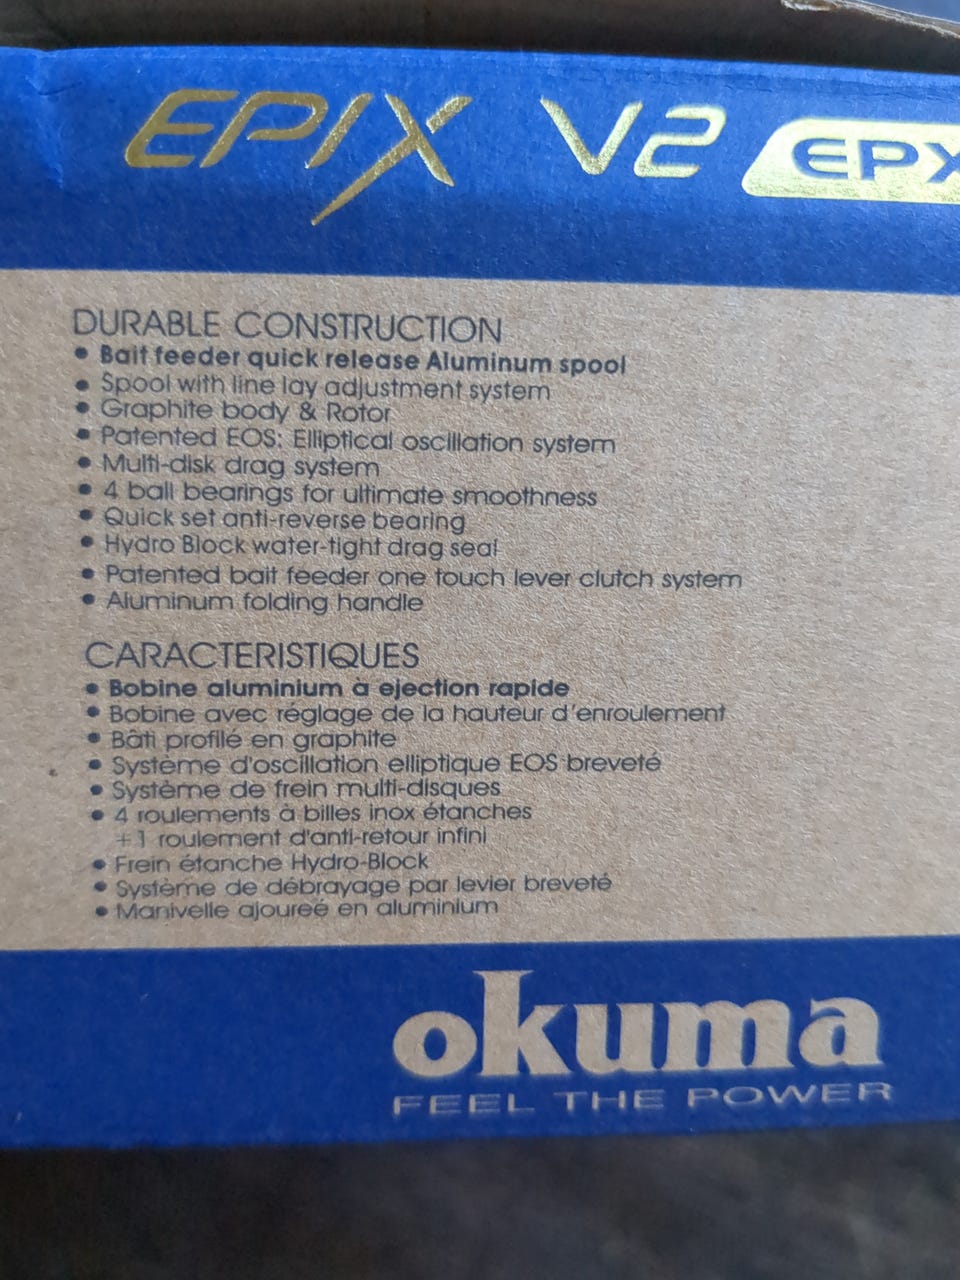 EPIX V2 EPX
DURABLE CONSTRUCTION
• Bait feeder quick release Aluminum spool
• Spool with line lay adjustment system
• Graphite body & Rotor
• Patented EOS: Elliptical oscillation system
• Multi-disk drag system
• 4 ball bearings for ultimate smoothness
• Quick set anti-reverse bearing
• Hydro Block water-tight drag seal
• Patented bait feeder one touch lever clutch system
• Aluminum folding handle
CARACTERISTIQUES
• Bobine aluminium à ejection rapide
• Bobine avec réglage de la hauteur d'enroulement
• Bâti profilé en graphite
• Système d'oscillation elliptique EOS breveté
• Système de frein multi-disques
• 4 roulements à billes inox étanches
+1 roulement d'anti-retour infini
• Frein étanche Hydro-Block
• Système de débrayage par levier breveté
• Manivelle ajoureé en aluminium
okuma
FEEL THE POWER